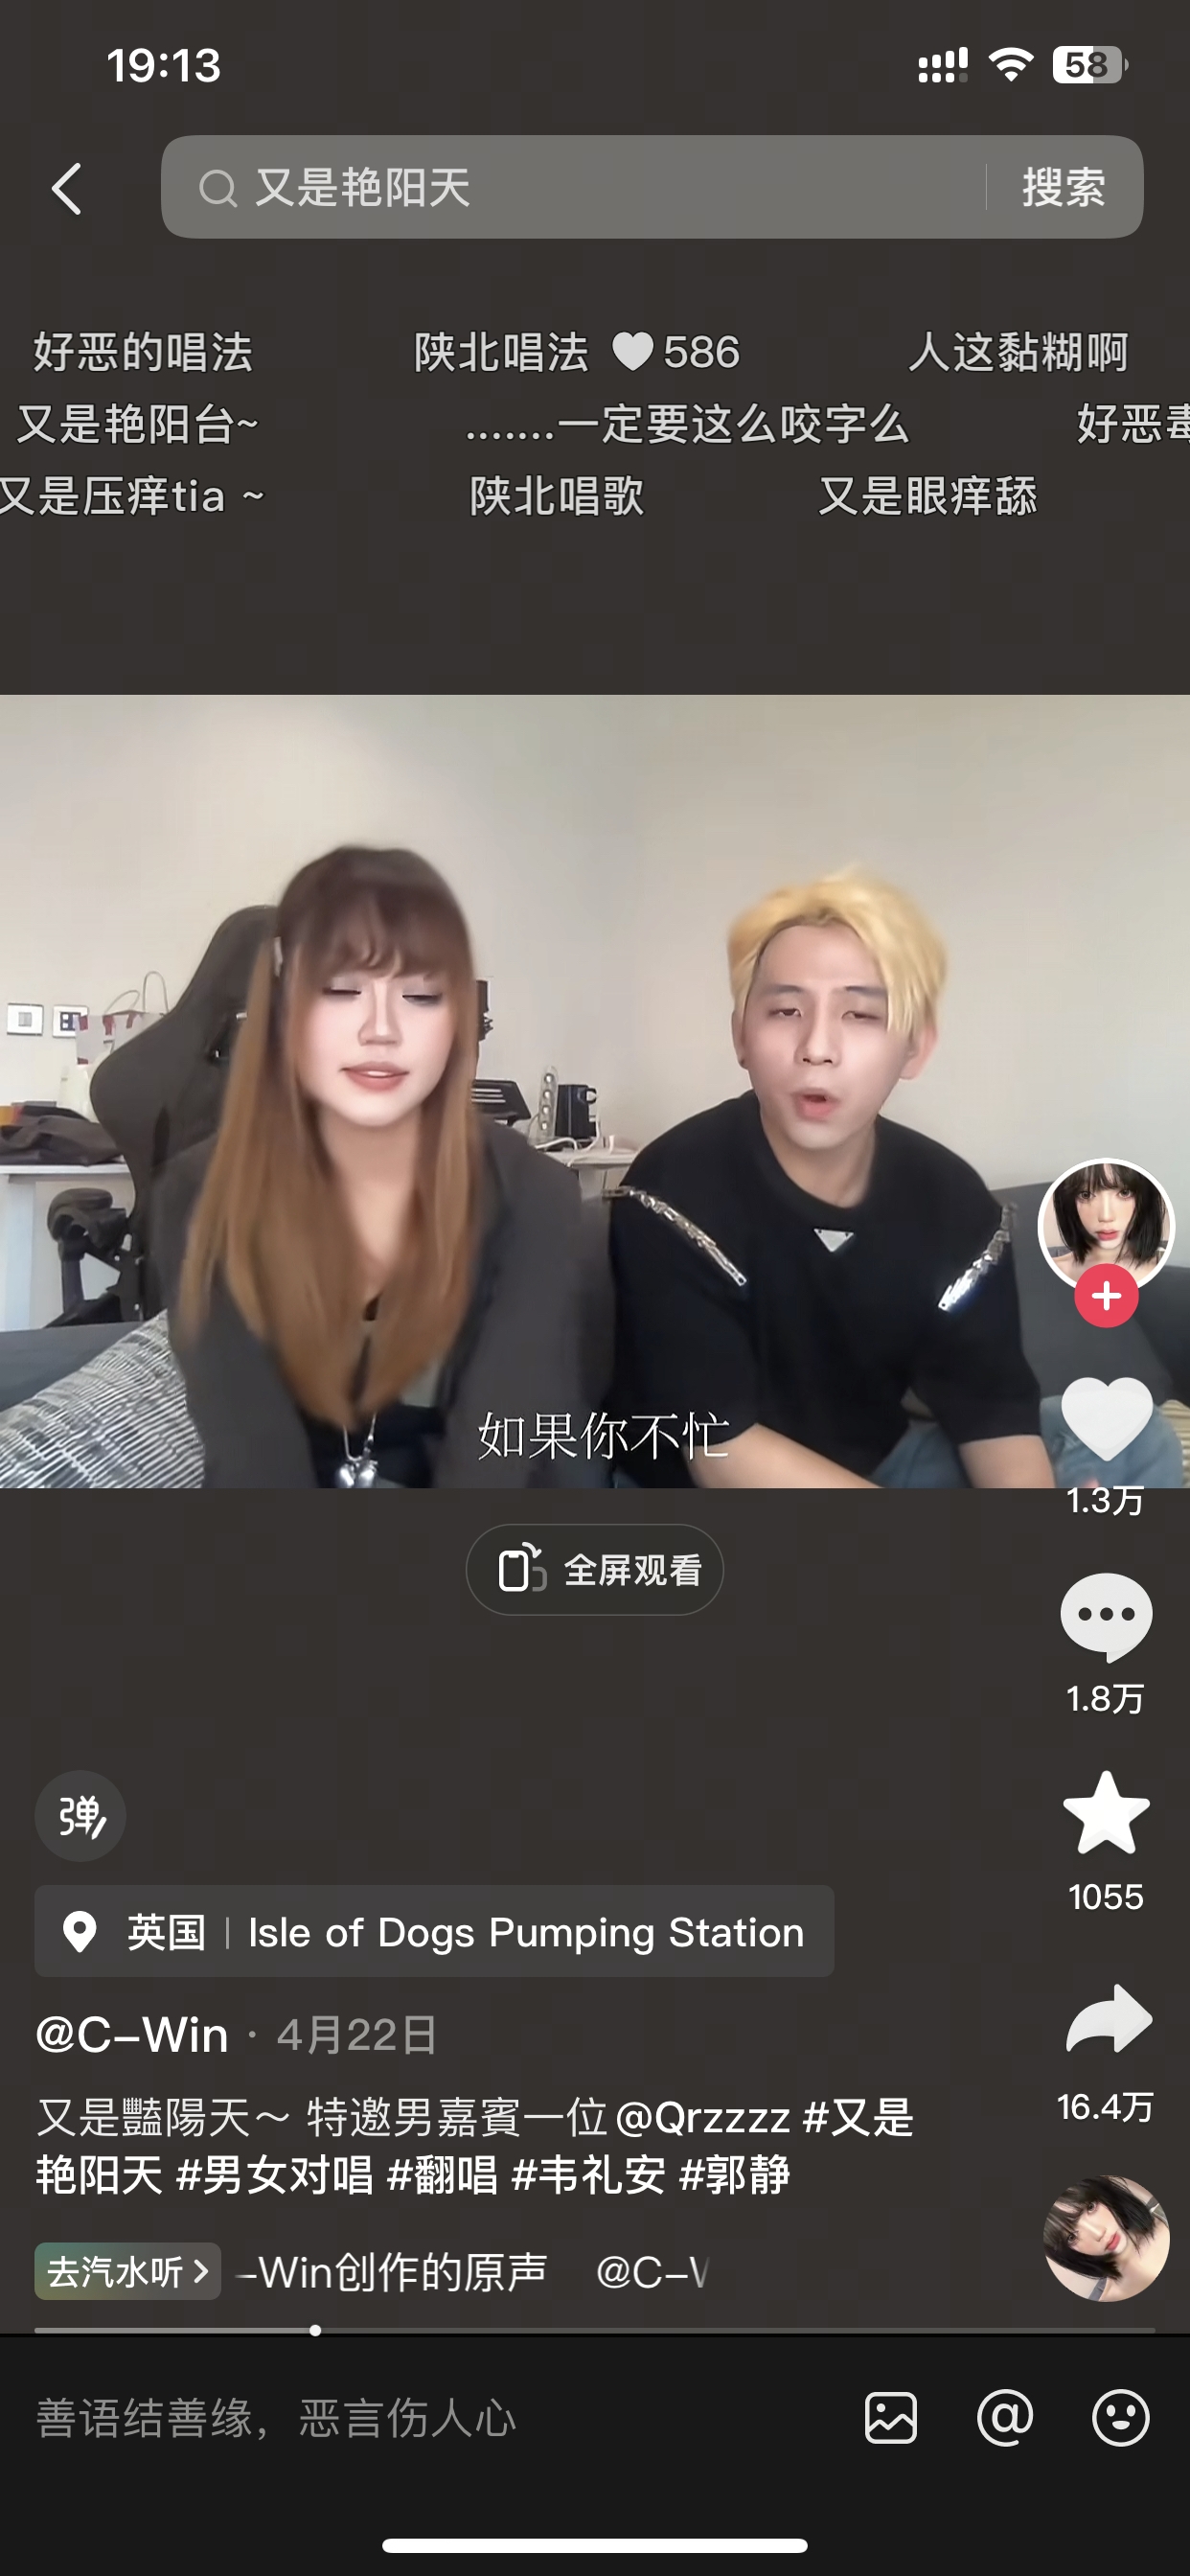 19:13
58
又是艳阳天 搜索
好恶的唱法 陕北唱法 586 人这黏糊啊
又是艳阳台~ .......一定要这么咬字么 好恶毒
又是压痒tia ~ 陕北唱歌 又是眼痒舔
如果你不忙
1.3万
全屏观看
1.8万
弹
1055
英国 | Isle of Dogs Pumping Station
@C-Win · 4月22日
16.4万
又是豔陽天～ 特邀男嘉賓一位@Qrzzzz #又是
艳阳天 #男女对唱 #翻唱 #韦礼安 #郭静
去汽水听 > -Win创作的原声 @C-W
善语结善缘，恶言伤人心